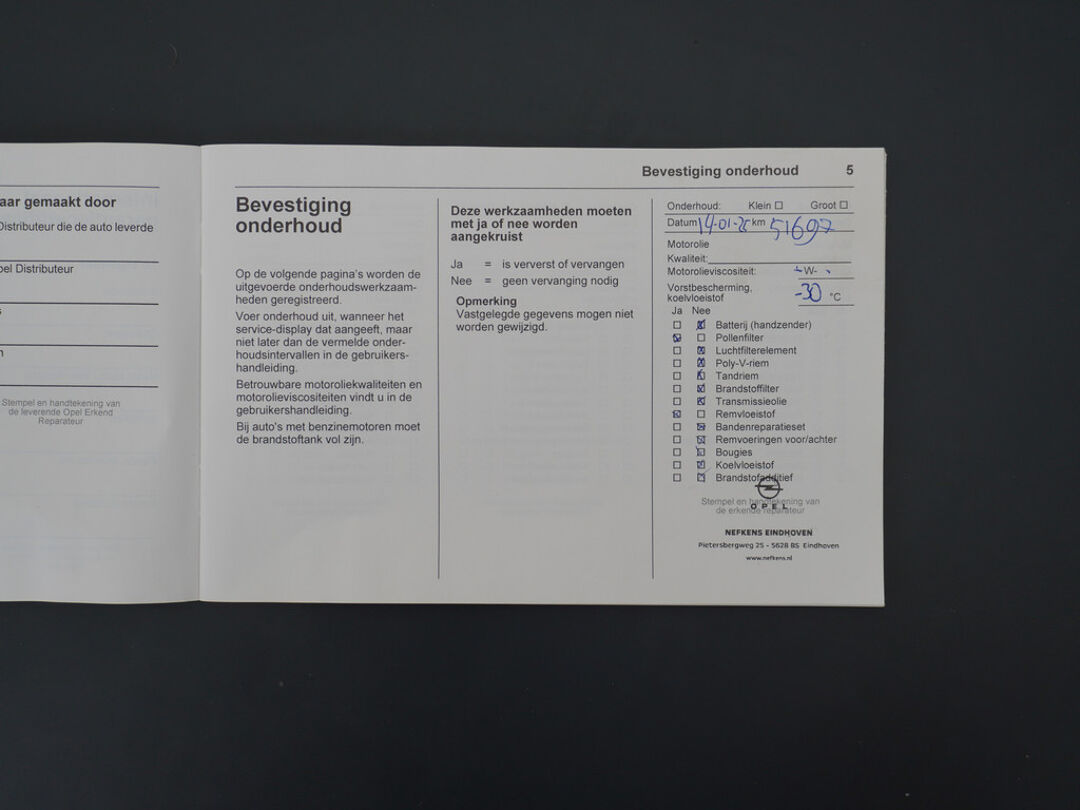 aar gemaakt door
Distributeur die de auto leverde
pel Distributeur
Stempel en handtekening van
de leverende Opel Erkend
Reparateur
Bevestiging onderhoud 5
Bevestiging
onderhoud
Op de volgende pagina's worden de
uitgevoerde onderhoudswerkzaam-
heden geregistreerd.
Voer onderhoud uit, wanneer het
service-display dat aangeeft, maar
niet later dan de vermelde onder-
houdsintervallen in de gebruikers-
handleiding.
Betrouwbare motoroliekwaliteiten en
motorolieviscositeiten vindt u in de
gebruikershandleiding.
Bij auto's met benzinemotoren moet
de brandstoftank vol zijn.
Deze werkzaamheden moeten
met ja of nee worden
aangekruist
Ja = is ververst of vervangen
Nee = geen vervanging nodig
Opmerking
Vastgelegde gegevens mogen niet
worden gewijzigd.
Onderhoud: Klein ☐ Groot ☐
Datum 14-01-25 km 51697
Motorolie
Kwaliteit:
Motorolieviscositeit: -W-
Vorstbescherming,
koelvloeistof -30 °C
Ja Nee
☐ ☒ Batterij (handzender)
☒ ☐ Pollenfilter
☐ ☒ Luchtfilterelement
☐ ☒ Poly-V-riem
☐ ☒ Tandriem
☐ ☒ Brandstoffilter
☐ ☒ Transmissieolie
☒ ☐ Remvloeistof
☐ ☒ Bandenreparatieset
☐ ☒ Remvoeringen voor/achter
☐ ☒ Bougies
☐ ☒ Koelvloeistof
☐ ☒ Brandstofadditief
Stempel en handtekening van
OPEL
de erkende reparateur
NEFKENS EINDHOVEN
Pietersbergweg 25 - 5628 BS Eindhoven
www.nefkens.nl